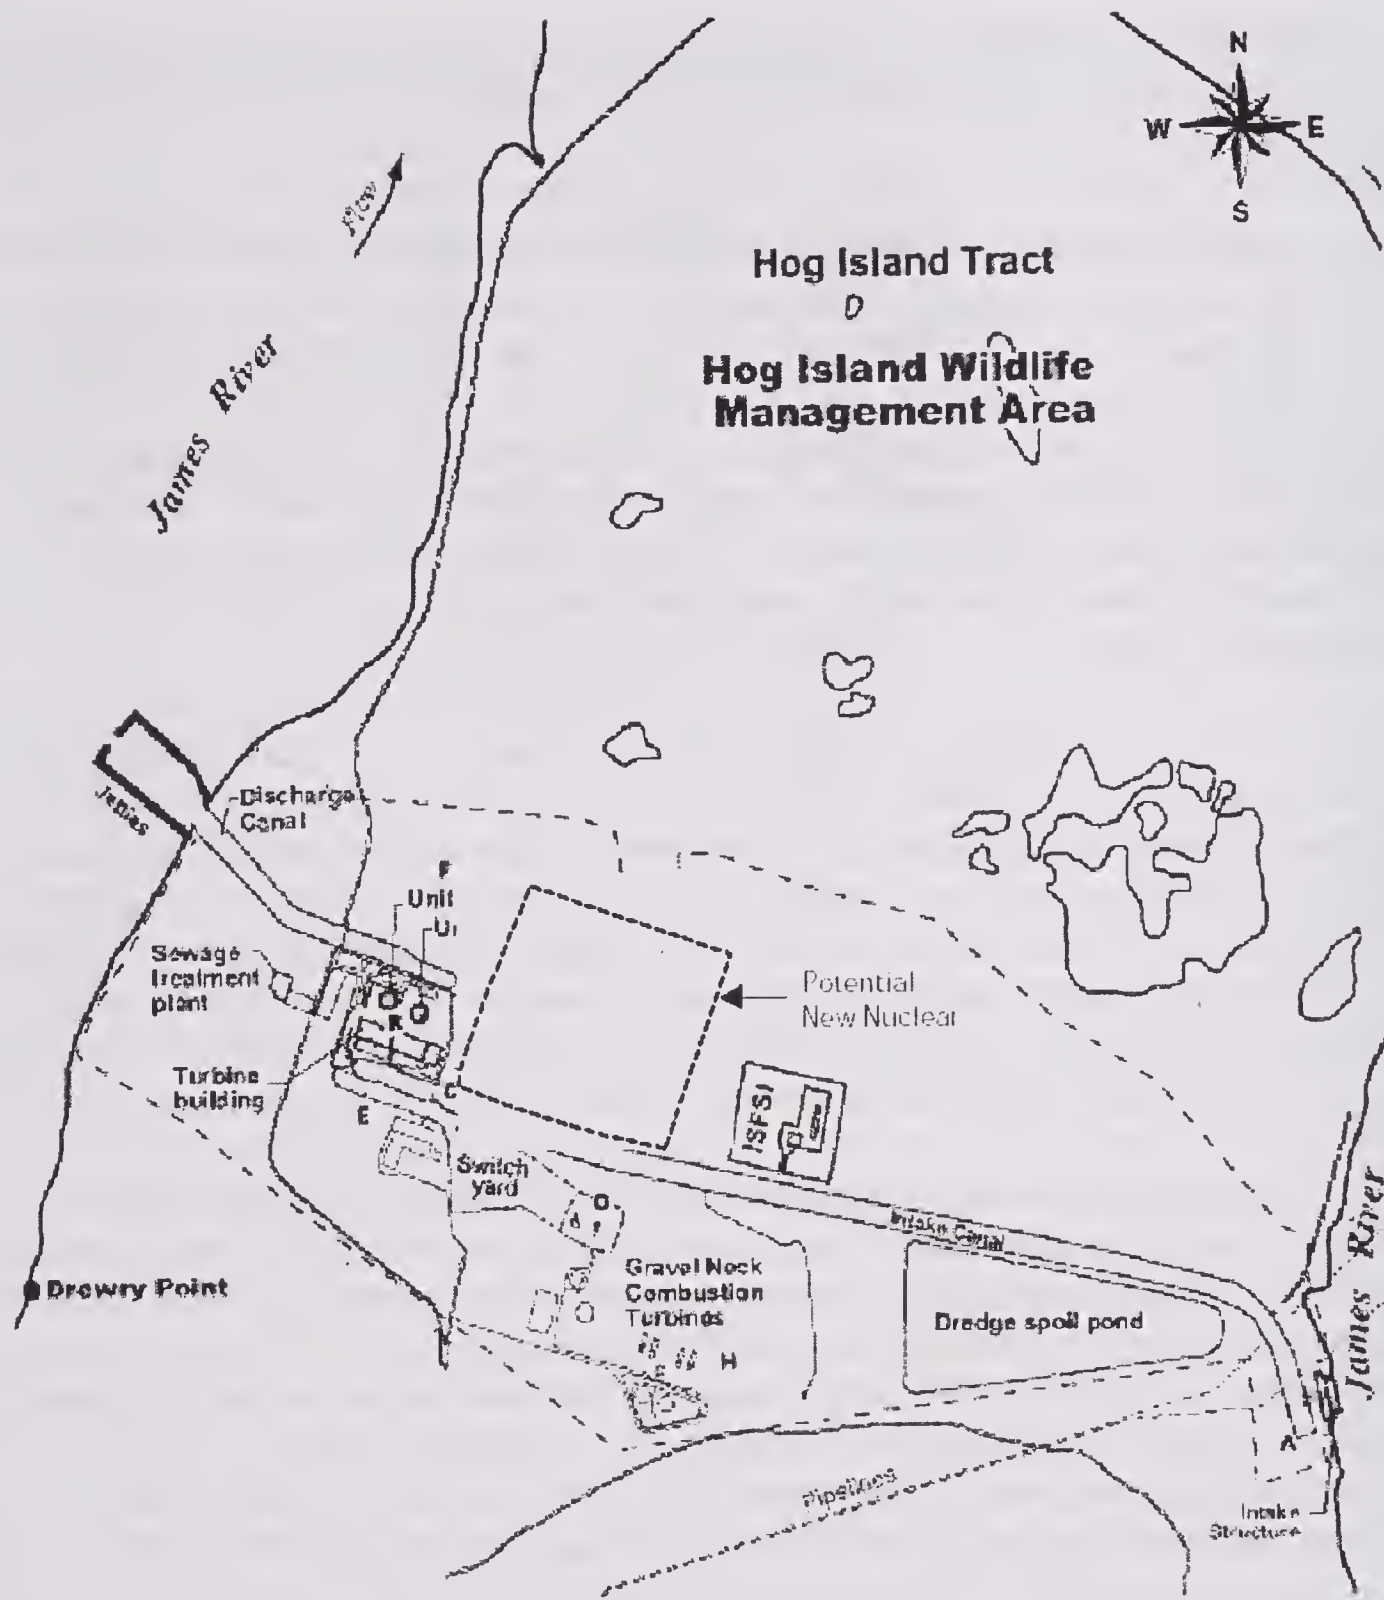 N
W
E
S
Flow
Hog Island Tract
James River
Hog Island Wildlife
Management Area
Jetties
Discharge
Canal
F
Unit
Sewage
treatment
plant
R
Potential
New Nuclear
Turbine
building
C
E
ISFSI
Switch
yard
Intake Canal
James River
Drewry Point
Gravel Neck
Combustion
Turbines
Dredge spoil pond
H
A
Pipelines
Intake
Structure